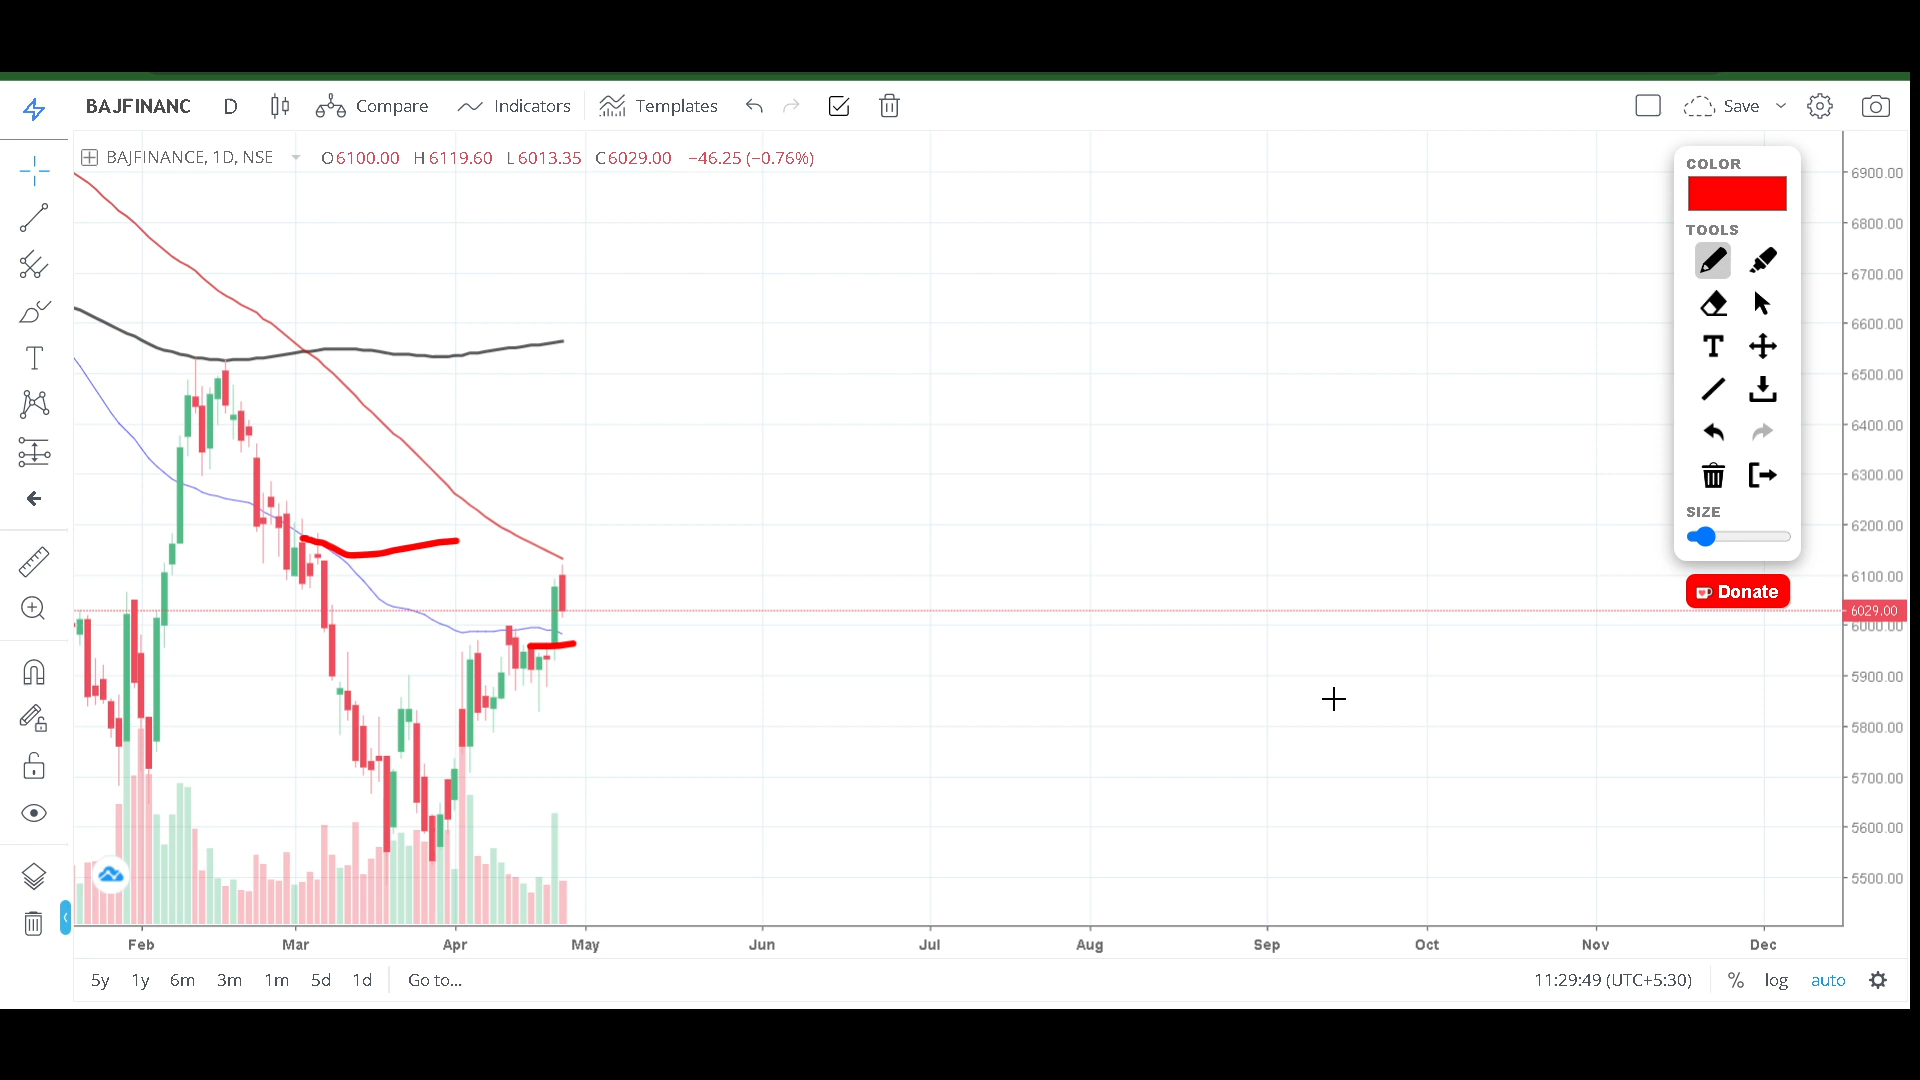 BAJFINANC D Compare Indicators Templates Save
BAJFINANCE, 1D, NSE O6100.00 H6119.60 L6013.35 C6029.00 −46.25 (−0.76%)
COLOR
TOOLS
T
SIZE
Donate
6900.00
6800.00
6700.00
6600.00
6500.00
6400.00
6300.00
6200.00
6100.00
6029.00
6000.00
5900.00
5800.00
5700.00
5600.00
5500.00
Feb Mar Apr May Jun Jul Aug Sep Oct Nov Dec
5y 1y 6m 3m 1m 5d 1d Go to... 11:29:49 (UTC+5:30) % log auto